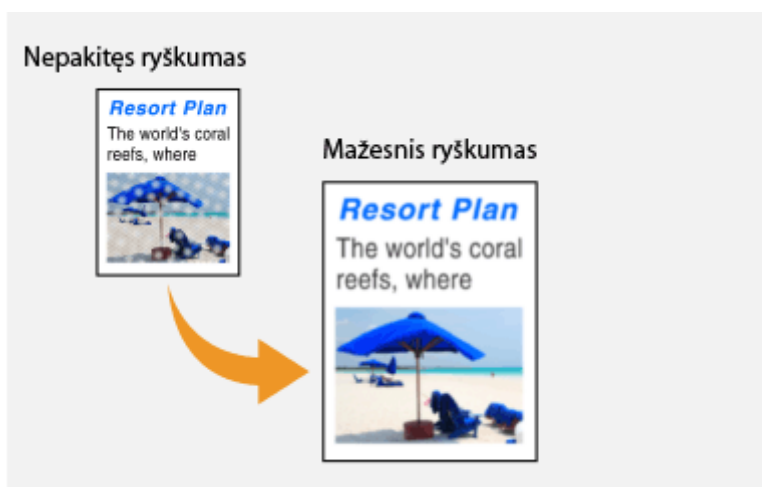 Nepakitęs ryškumas
Resort Plan
The world's coral
reefs, where
Mažesnis ryškumas
Resort Plan
The world's coral
reefs, where